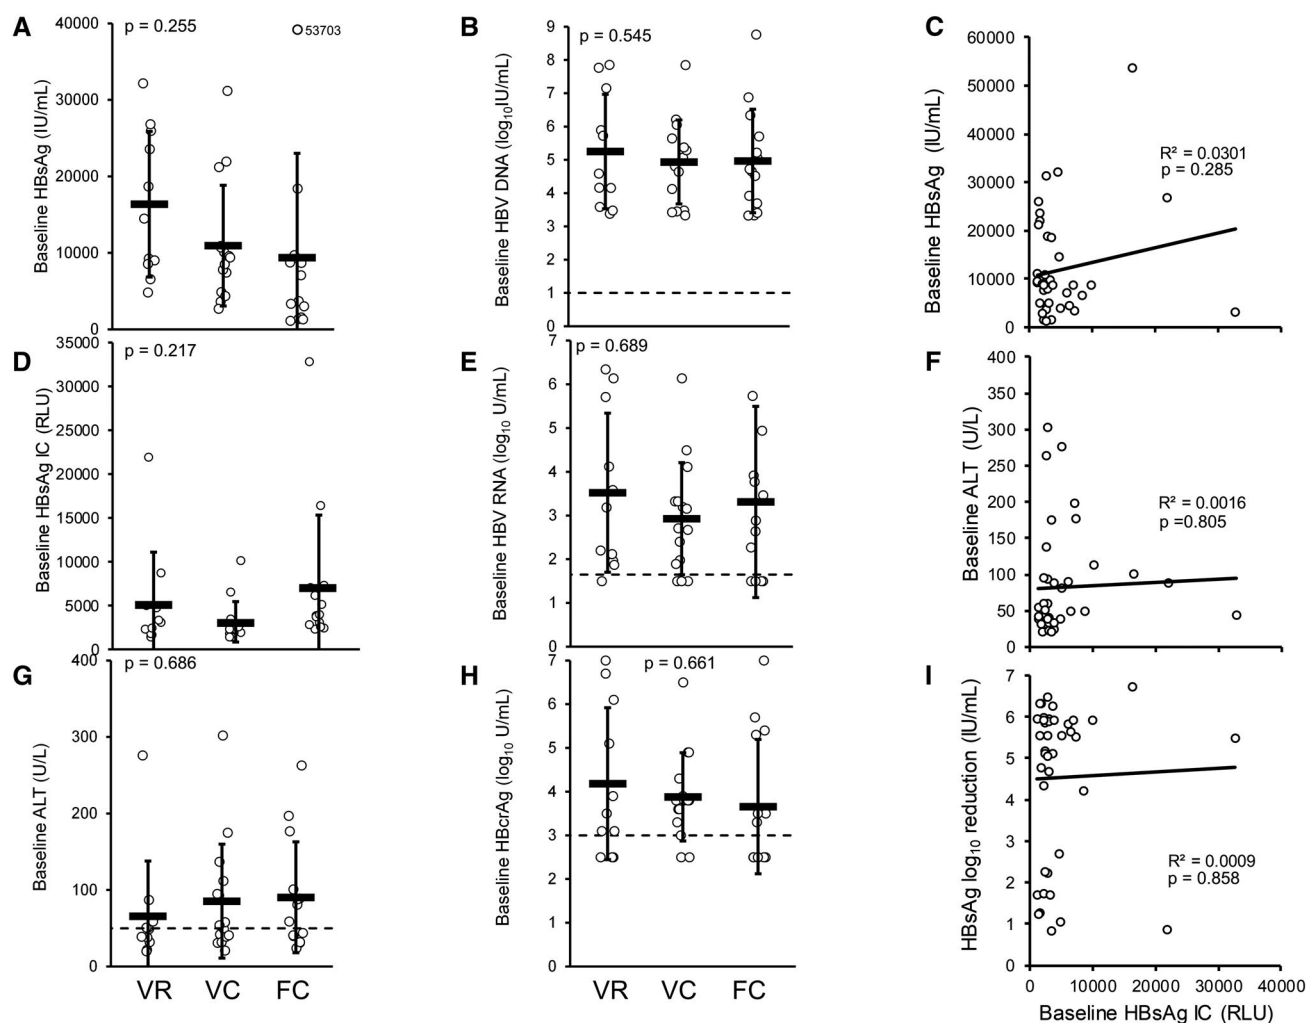 A
p = 0.255
53703
Baseline HBsAg (IU/mL)
40000
30000
20000
10000
0
B
p = 0.545
Baseline HBV DNA (log10IU/mL)
9
8
7
6
5
4
3
2
1
0
C
Baseline HBsAg (IU/mL)
60000
50000
40000
30000
20000
10000
0
R² = 0.0301
p = 0.285
D
p = 0.217
Baseline HBsAg IC (RLU)
35000
30000
25000
20000
15000
10000
5000
0
E
p = 0.689
Baseline HBV RNA (log10 U/mL)
7
6
5
4
3
2
1
0
F
Baseline ALT (U/L)
400
350
300
250
200
150
100
50
0
R² = 0.0016
p =0.805
G
p = 0.686
Baseline ALT (U/L)
400
300
200
100
0
VR VC FC
H
p = 0.661
Baseline HBcrAg (log10 U/mL)
7
6
5
4
3
2
1
0
VR VC FC
I
HBsAg log10 reduction (IU/mL)
7
6
5
4
3
2
1
0
R² = 0.0009
p = 0.858
0 10000 20000 30000 40000
Baseline HBsAg IC (RLU)